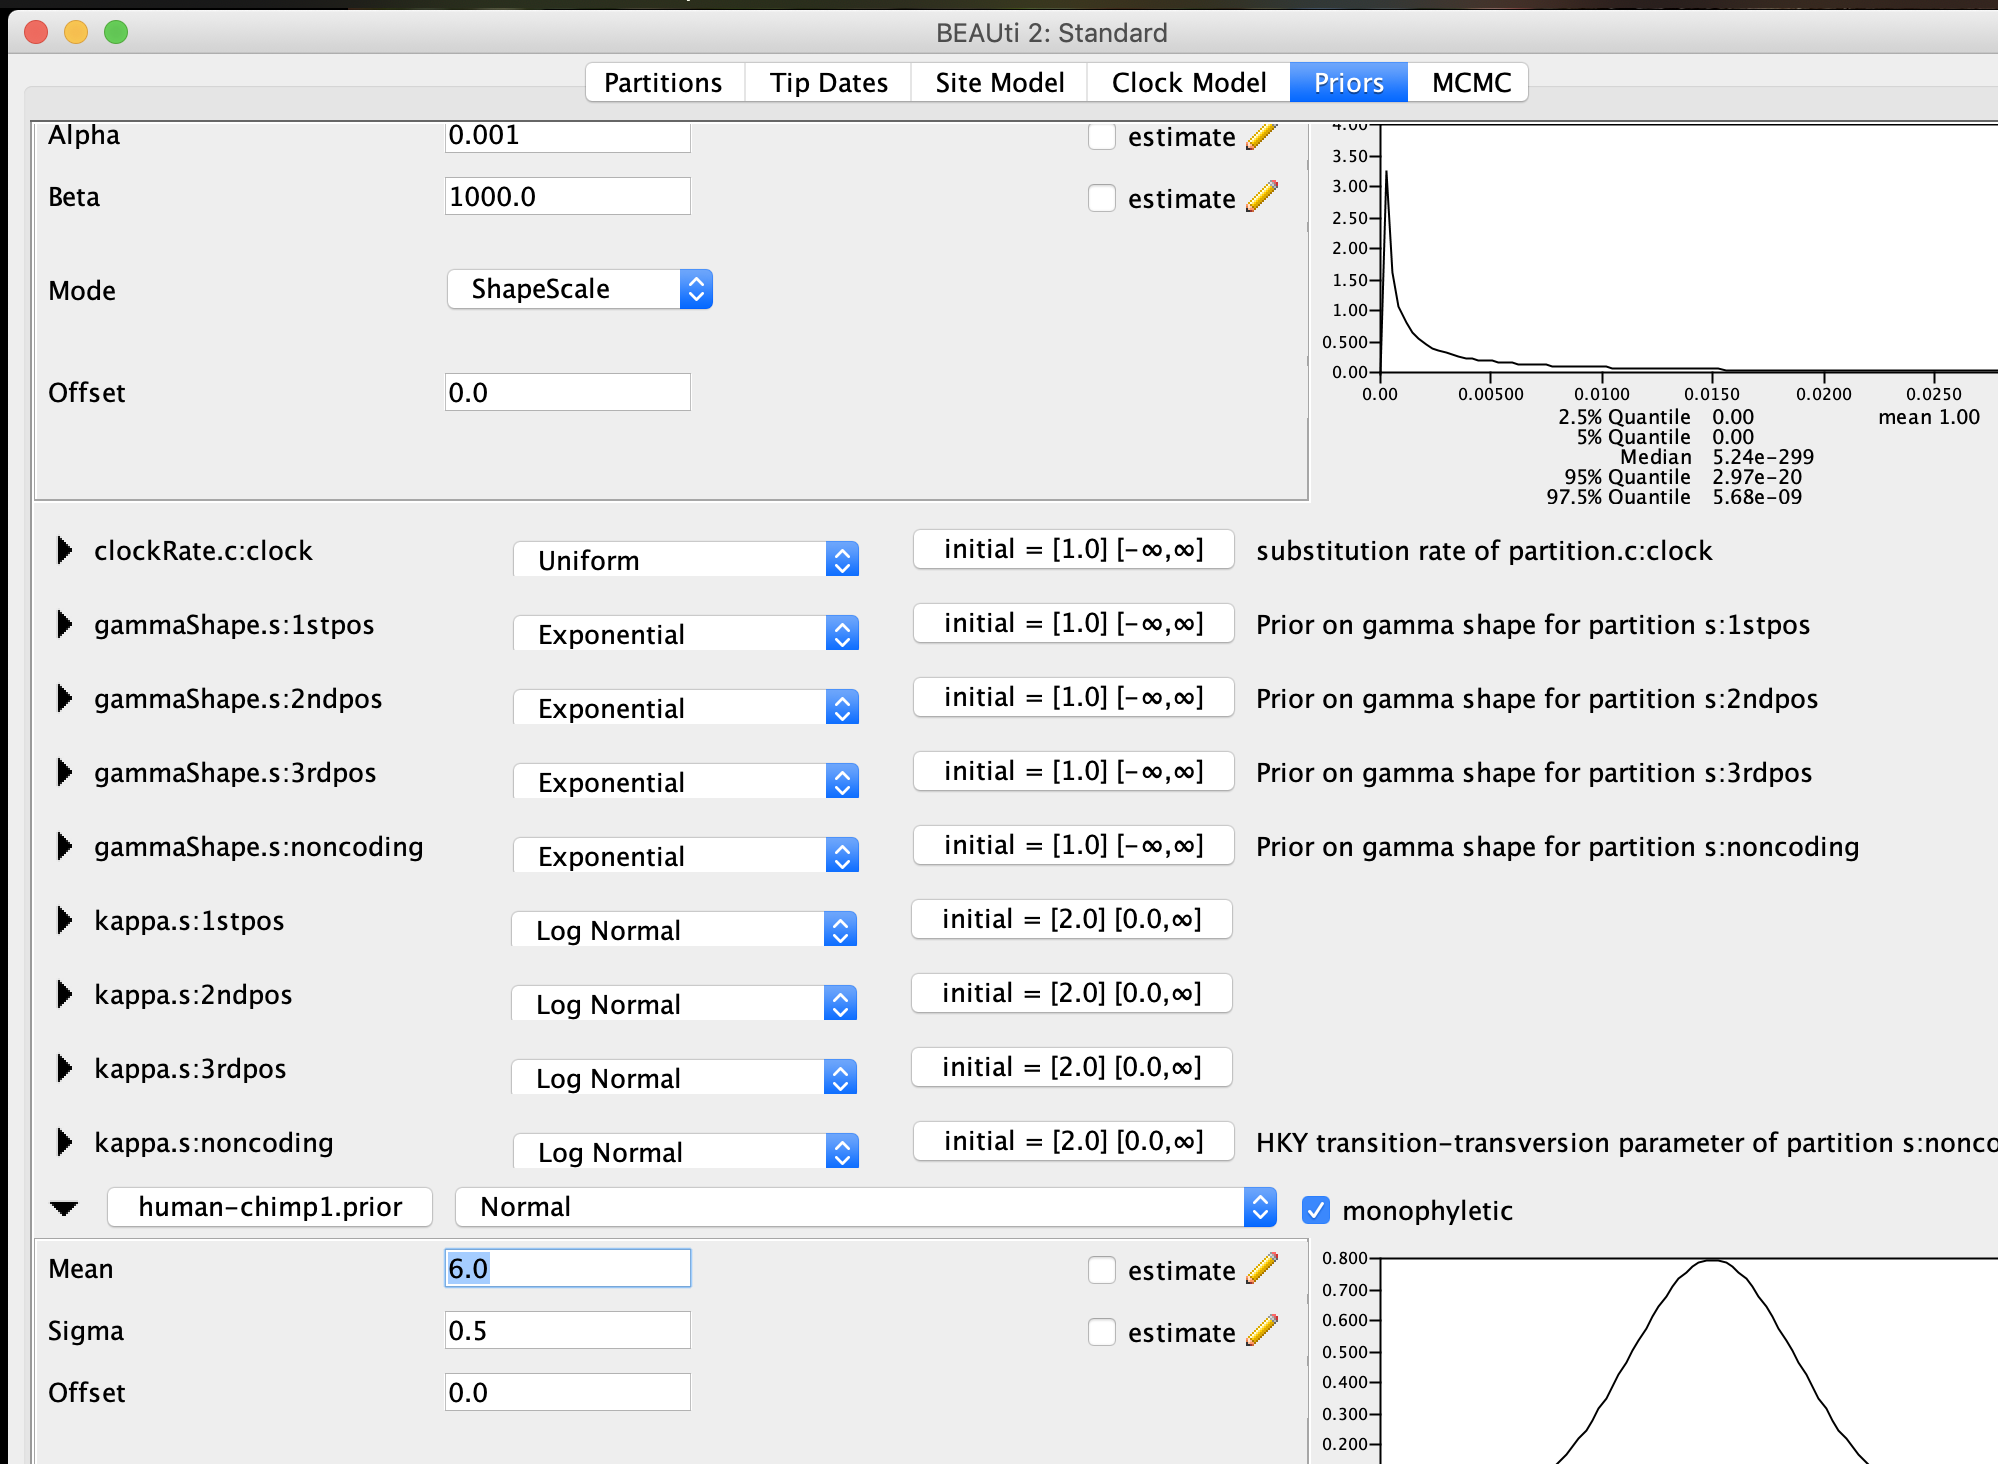 BEAUti 2: Standard
Partitions Tip Dates Site Model Clock Model Priors MCMC
Alpha 0.001 estimate
Beta 1000.0 estimate
Mode ShapeScale
Offset 0.0
4.00
3.50
3.00
2.50
2.00
1.50
1.00
0.500
0.00
0.00 0.00500 0.0100 0.0150 0.0200 0.0250
2.5% Quantile 0.00 mean 1.00
5% Quantile 0.00
Median 5.24e-299
95% Quantile 2.97e-20
97.5% Quantile 5.68e-09
clockRate.c:clock Uniform initial = [1.0] [-∞,∞] substitution rate of partition.c:clock
gammaShape.s:1stpos Exponential initial = [1.0] [-∞,∞] Prior on gamma shape for partition s:1stpos
gammaShape.s:2ndpos Exponential initial = [1.0] [-∞,∞] Prior on gamma shape for partition s:2ndpos
gammaShape.s:3rdpos Exponential initial = [1.0] [-∞,∞] Prior on gamma shape for partition s:3rdpos
gammaShape.s:noncoding Exponential initial = [1.0] [-∞,∞] Prior on gamma shape for partition s:noncoding
kappa.s:1stpos Log Normal initial = [2.0] [0.0,∞]
kappa.s:2ndpos Log Normal initial = [2.0] [0.0,∞]
kappa.s:3rdpos Log Normal initial = [2.0] [0.0,∞]
kappa.s:noncoding Log Normal initial = [2.0] [0.0,∞] HKY transition-transversion parameter of partition s:nonco
human-chimp1.prior Normal monophyletic
Mean 6.0 estimate
Sigma 0.5 estimate
Offset 0.0
0.800
0.700
0.600
0.500
0.400
0.300
0.200